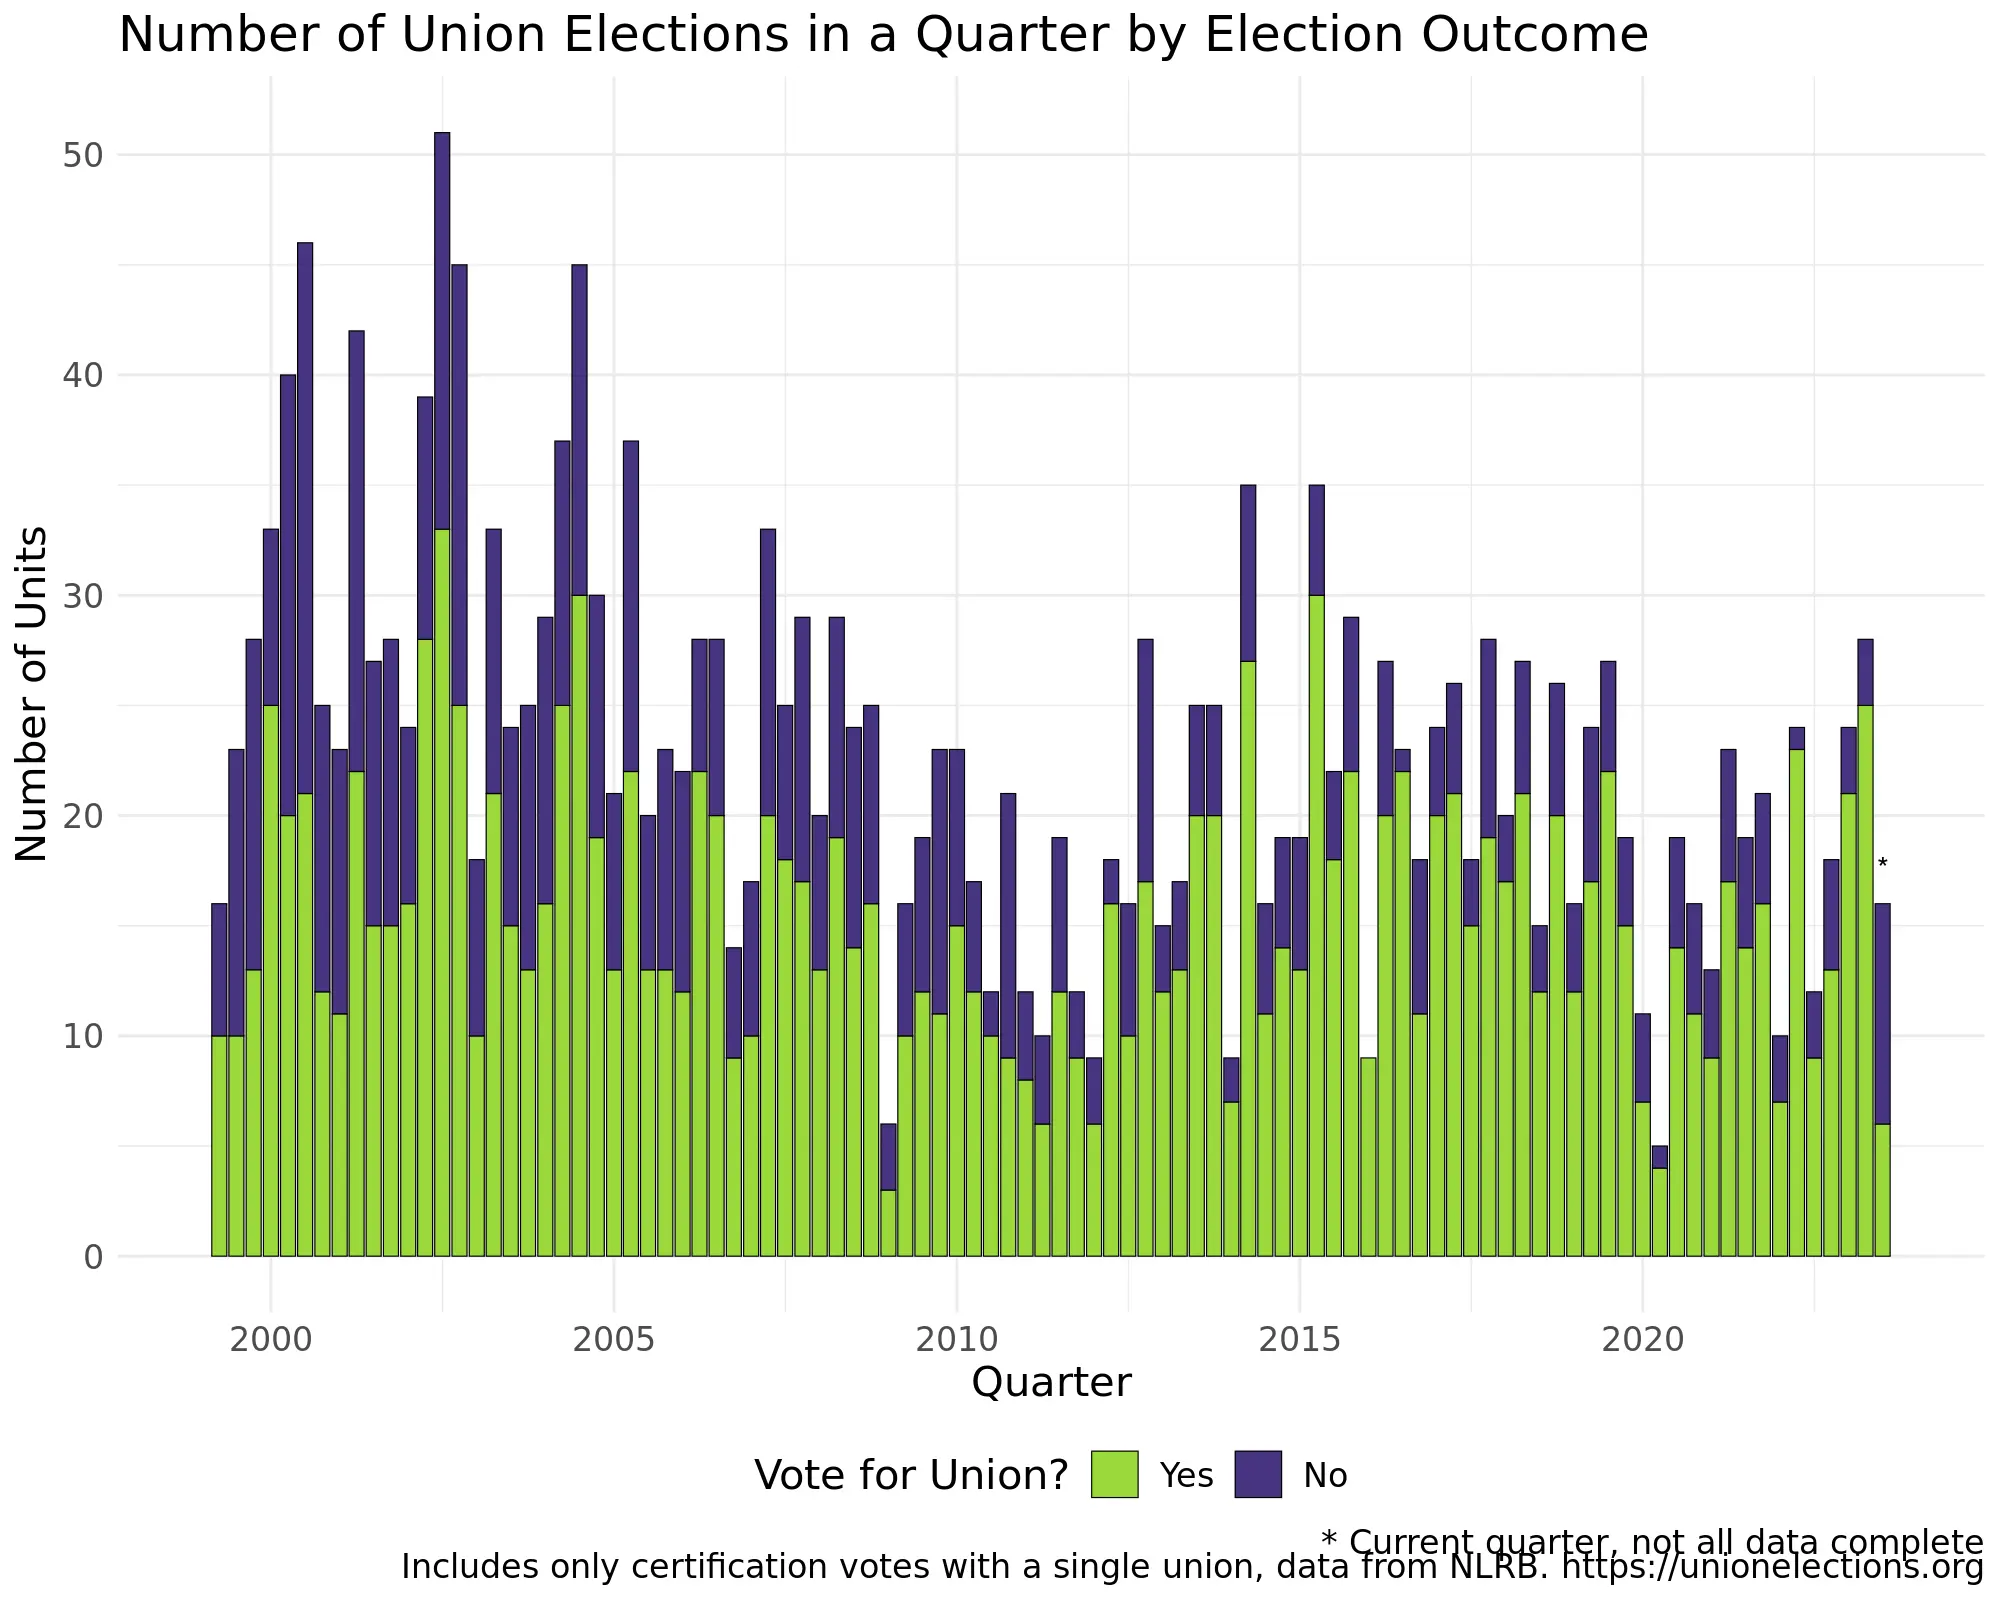 Number of Union Elections in a Quarter by Election Outcome
Number of Units
50
40
30
20
10
0
*
2000 2005 2010 2015 2020
Quarter
Vote for Union? Yes No
* Current quarter, not all data complete
Includes only certification votes with a single union, data from NLRB. https://unionelections.org